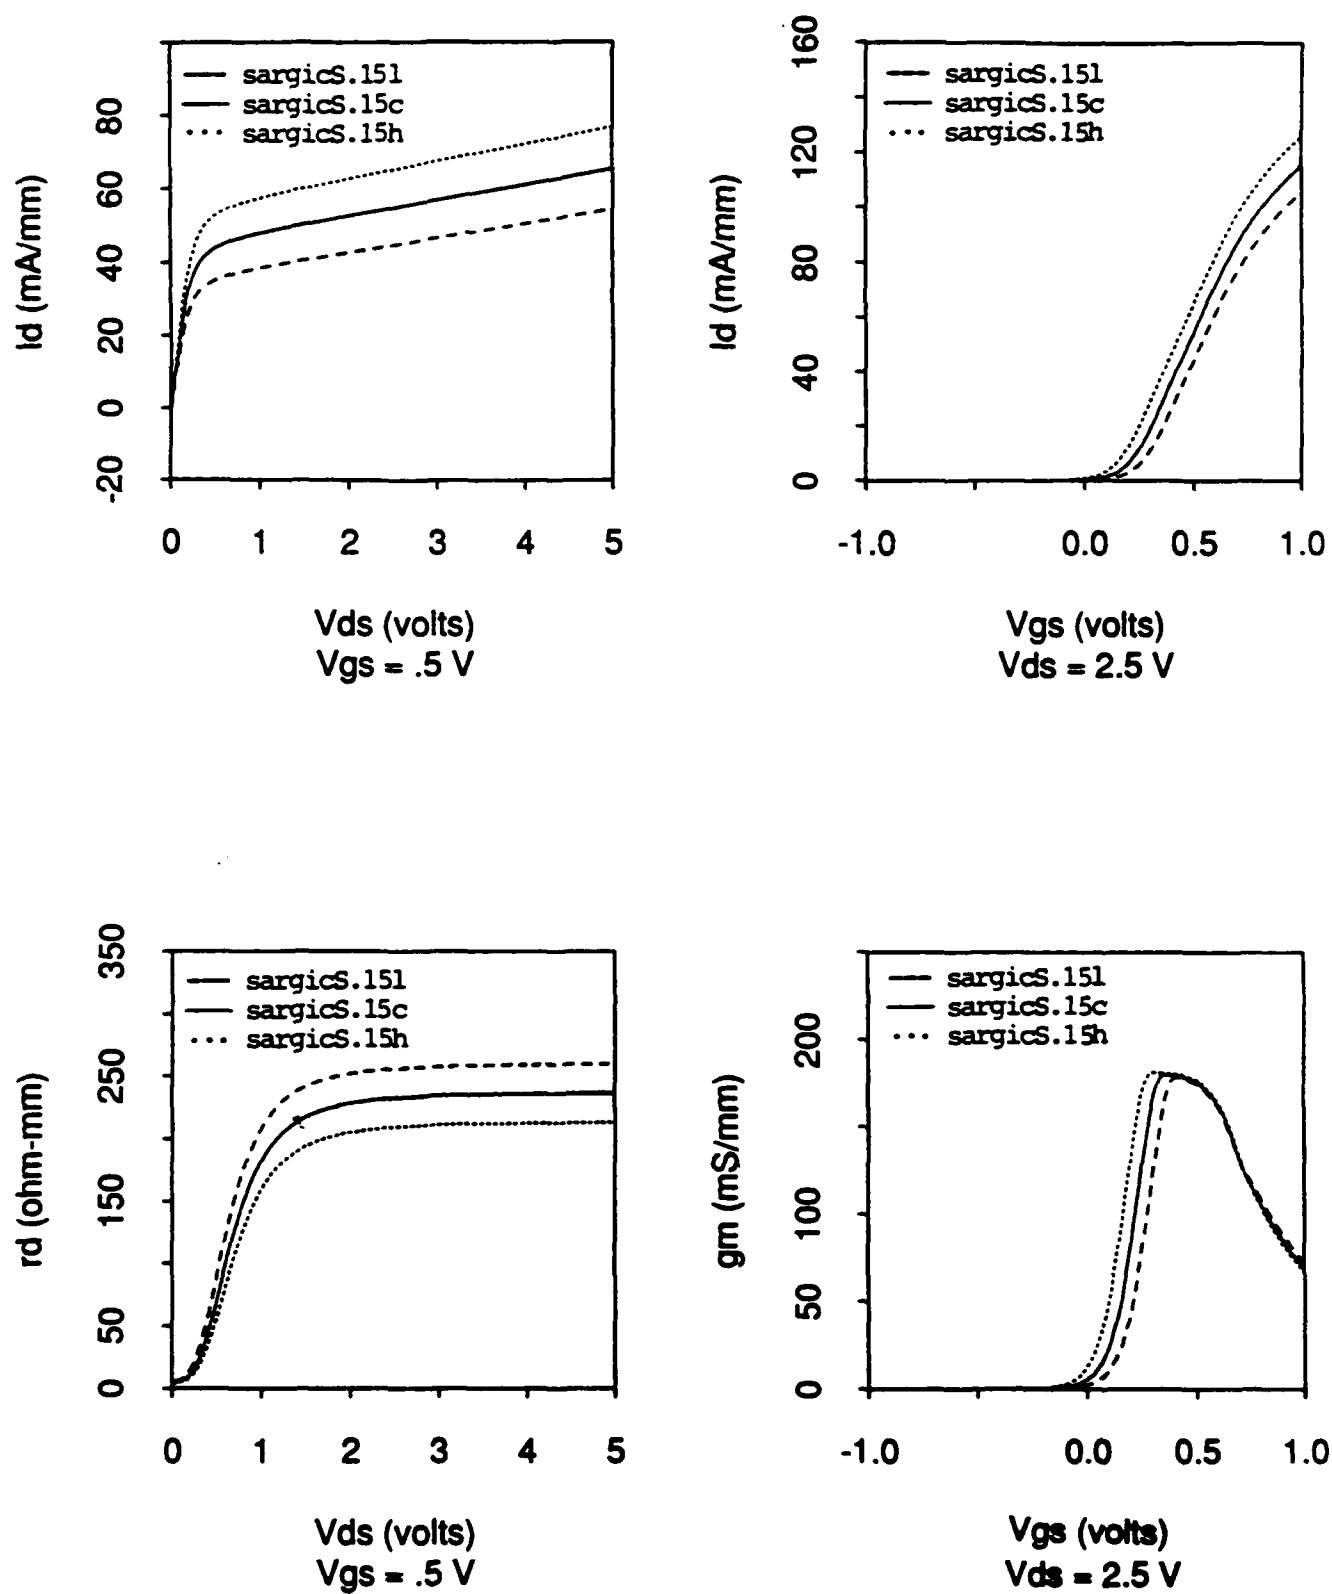 sargicS.15l
sargicS.15c
sargicS.15h
Id (mA/mm)
80
60
40
20
0
-20
0 1 2 3 4 5
Vds (volts)
Vgs = .5 V
sargicS.15l
sargicS.15c
sargicS.15h
Id (mA/mm)
160
120
80
40
0
-1.0 0.0 0.5 1.0
Vgs (volts)
Vds = 2.5 V
sargicS.15l
sargicS.15c
sargicS.15h
rd (ohm-mm)
350
250
150
50
0
0 1 2 3 4 5
Vds (volts)
Vgs = .5 V
sargicS.15l
sargicS.15c
sargicS.15h
gm (mS/mm)
200
100
50
0
-1.0 0.0 0.5 1.0
Vgs (volts)
Vds = 2.5 V